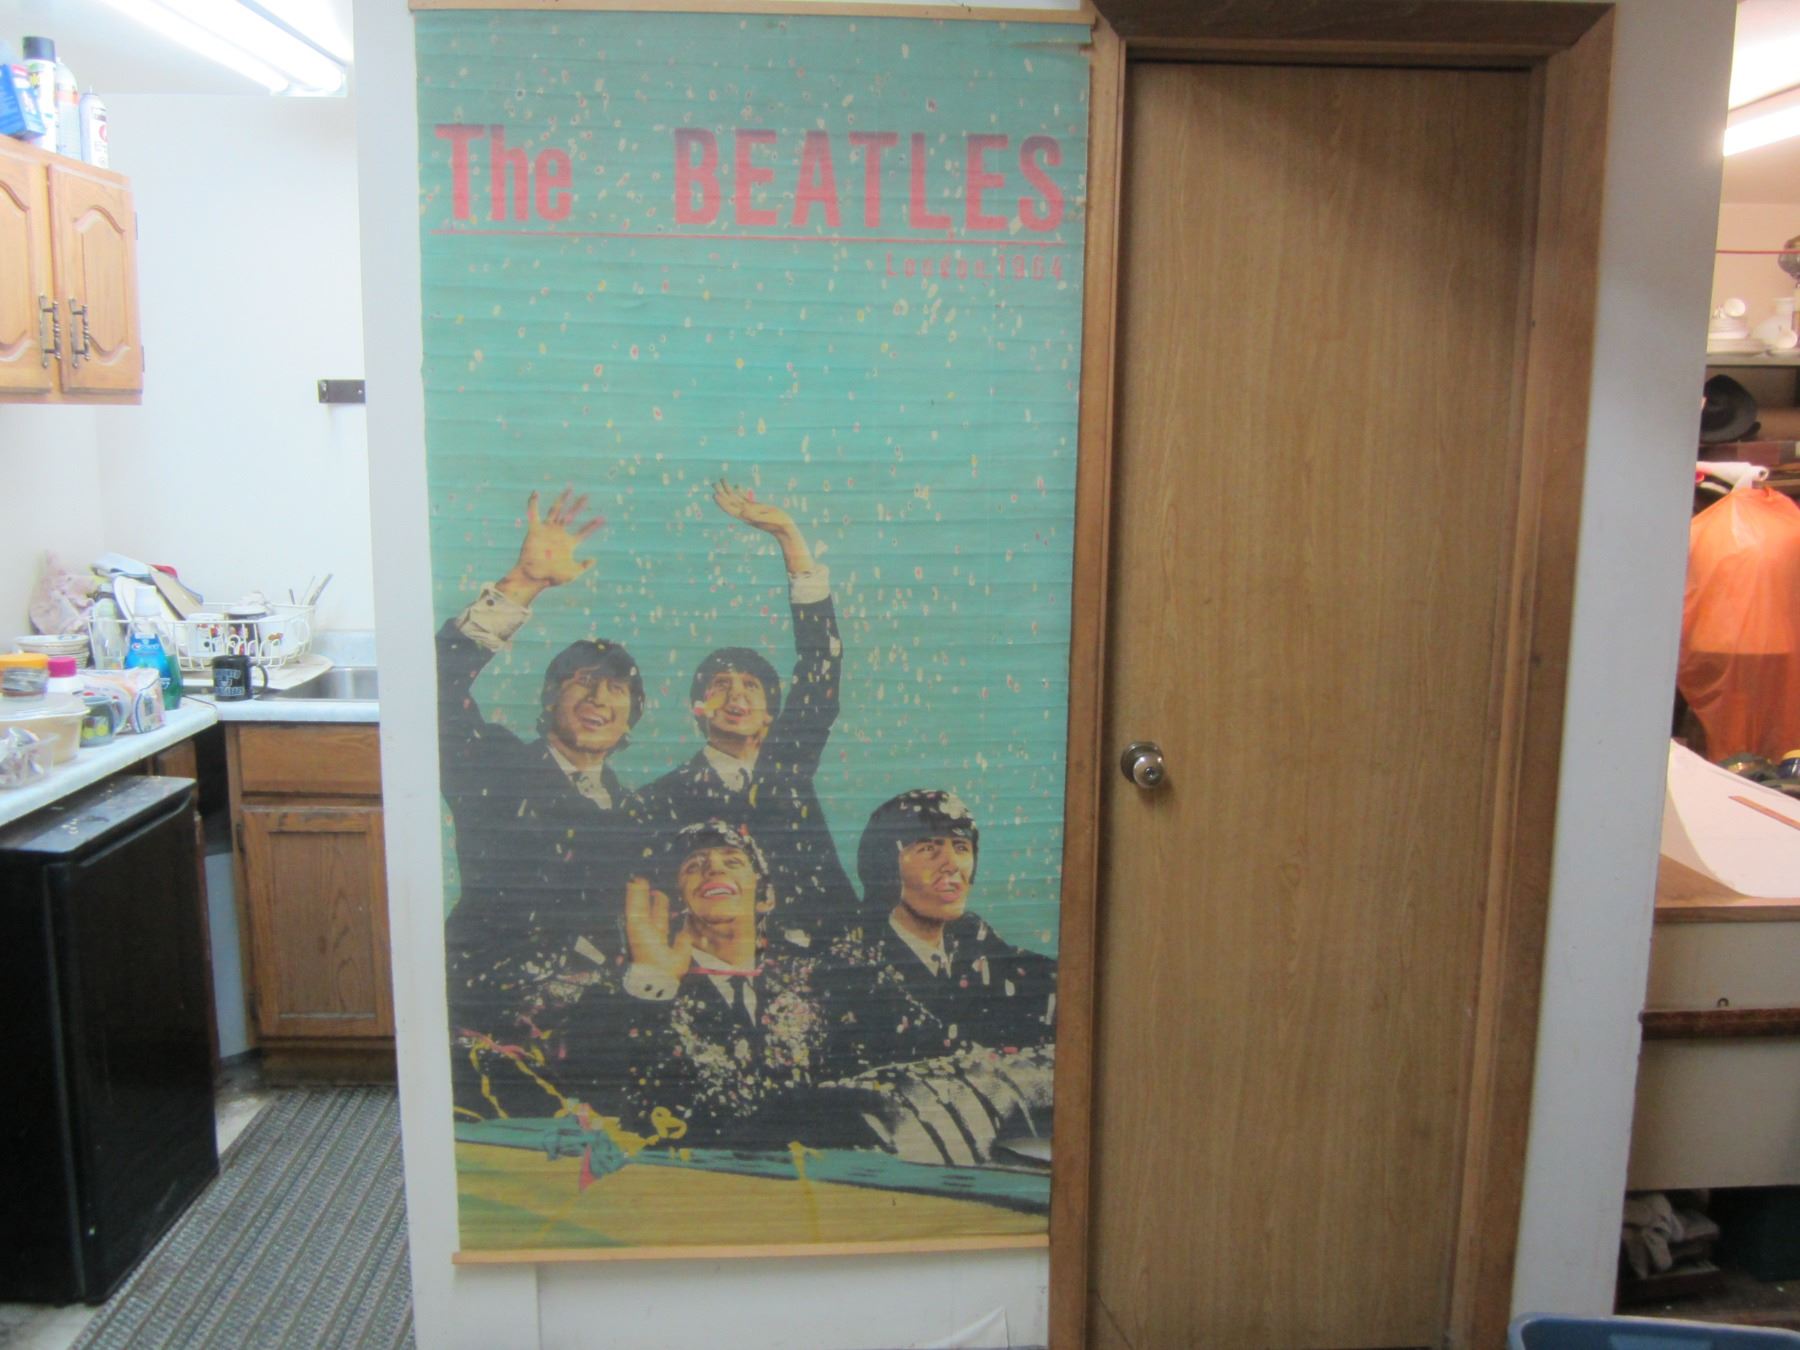 The BEATLES
London, 1964